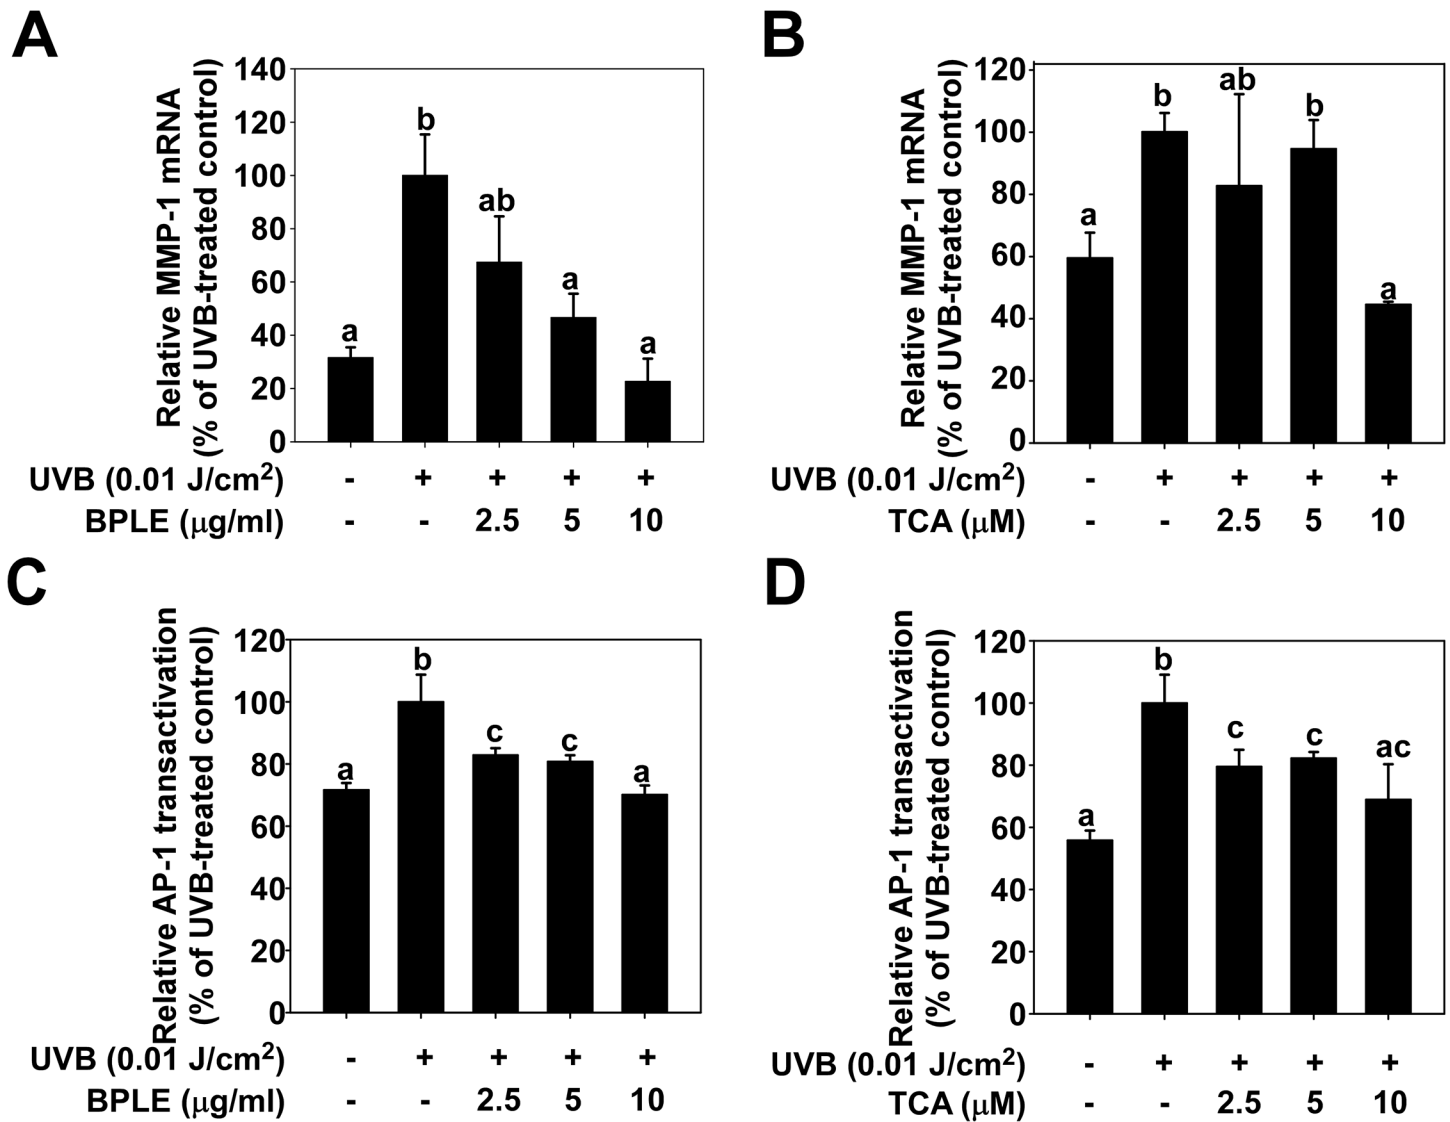 A
Relative MMP-1 mRNA
(% of UVB-treated control)
140
120
100
80
60
40
20
0
a
b
ab
a
a
UVB (0.01 J/cm²) - + + + +
BPLE (μg/ml) - - 2.5 5 10
B
Relative MMP-1 mRNA
(% of UVB-treated control)
120
100
80
60
40
20
0
a
b
ab
b
a
UVB (0.01 J/cm²) - + + + +
TCA (μM) - - 2.5 5 10
C
Relative AP-1 transactivation
(% of UVB-treated control)
120
100
80
60
40
20
0
a
b
c
c
a
UVB (0.01 J/cm²) - + + + +
BPLE (μg/ml) - - 2.5 5 10
D
Relative AP-1 transactivation
(% of UVB-treated control)
120
100
80
60
40
20
0
a
b
c
c
ac
UVB (0.01 J/cm²) - + + + +
TCA (μM) - - 2.5 5 10